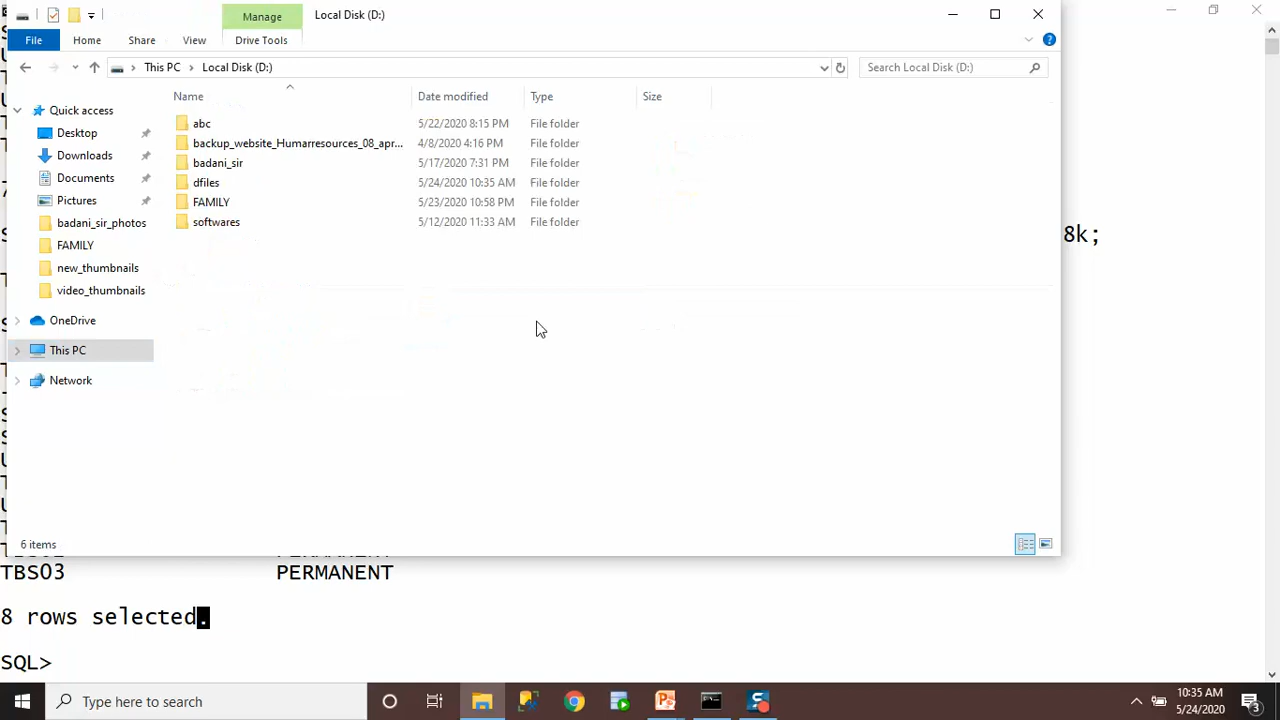 Manage
Local Disk (D:)
File
Home
Share
View
Drive Tools
This PC
Local Disk (D:)
Search Local Disk (D:)
Name
Date modified
Type
Size
Quick access
Desktop
Downloads
Documents
Pictures
badani_sir_photos
FAMILY
new_thumbnails
video_thumbnails
OneDrive
This PC
Network
abc 5/22/2020 8:15 PM File folder
backup_website_Humarresources_08_apr... 4/8/2020 4:16 PM File folder
badani_sir 5/17/2020 7:31 PM File folder
dfiles 5/24/2020 10:35 AM File folder
FAMILY 5/23/2020 10:58 PM File folder
softwares 5/12/2020 11:33 AM File folder
6 items
8k;
TBS03 PERMANENT
8 rows selected.
SQL>
Type here to search
10:35 AM
5/24/2020
3